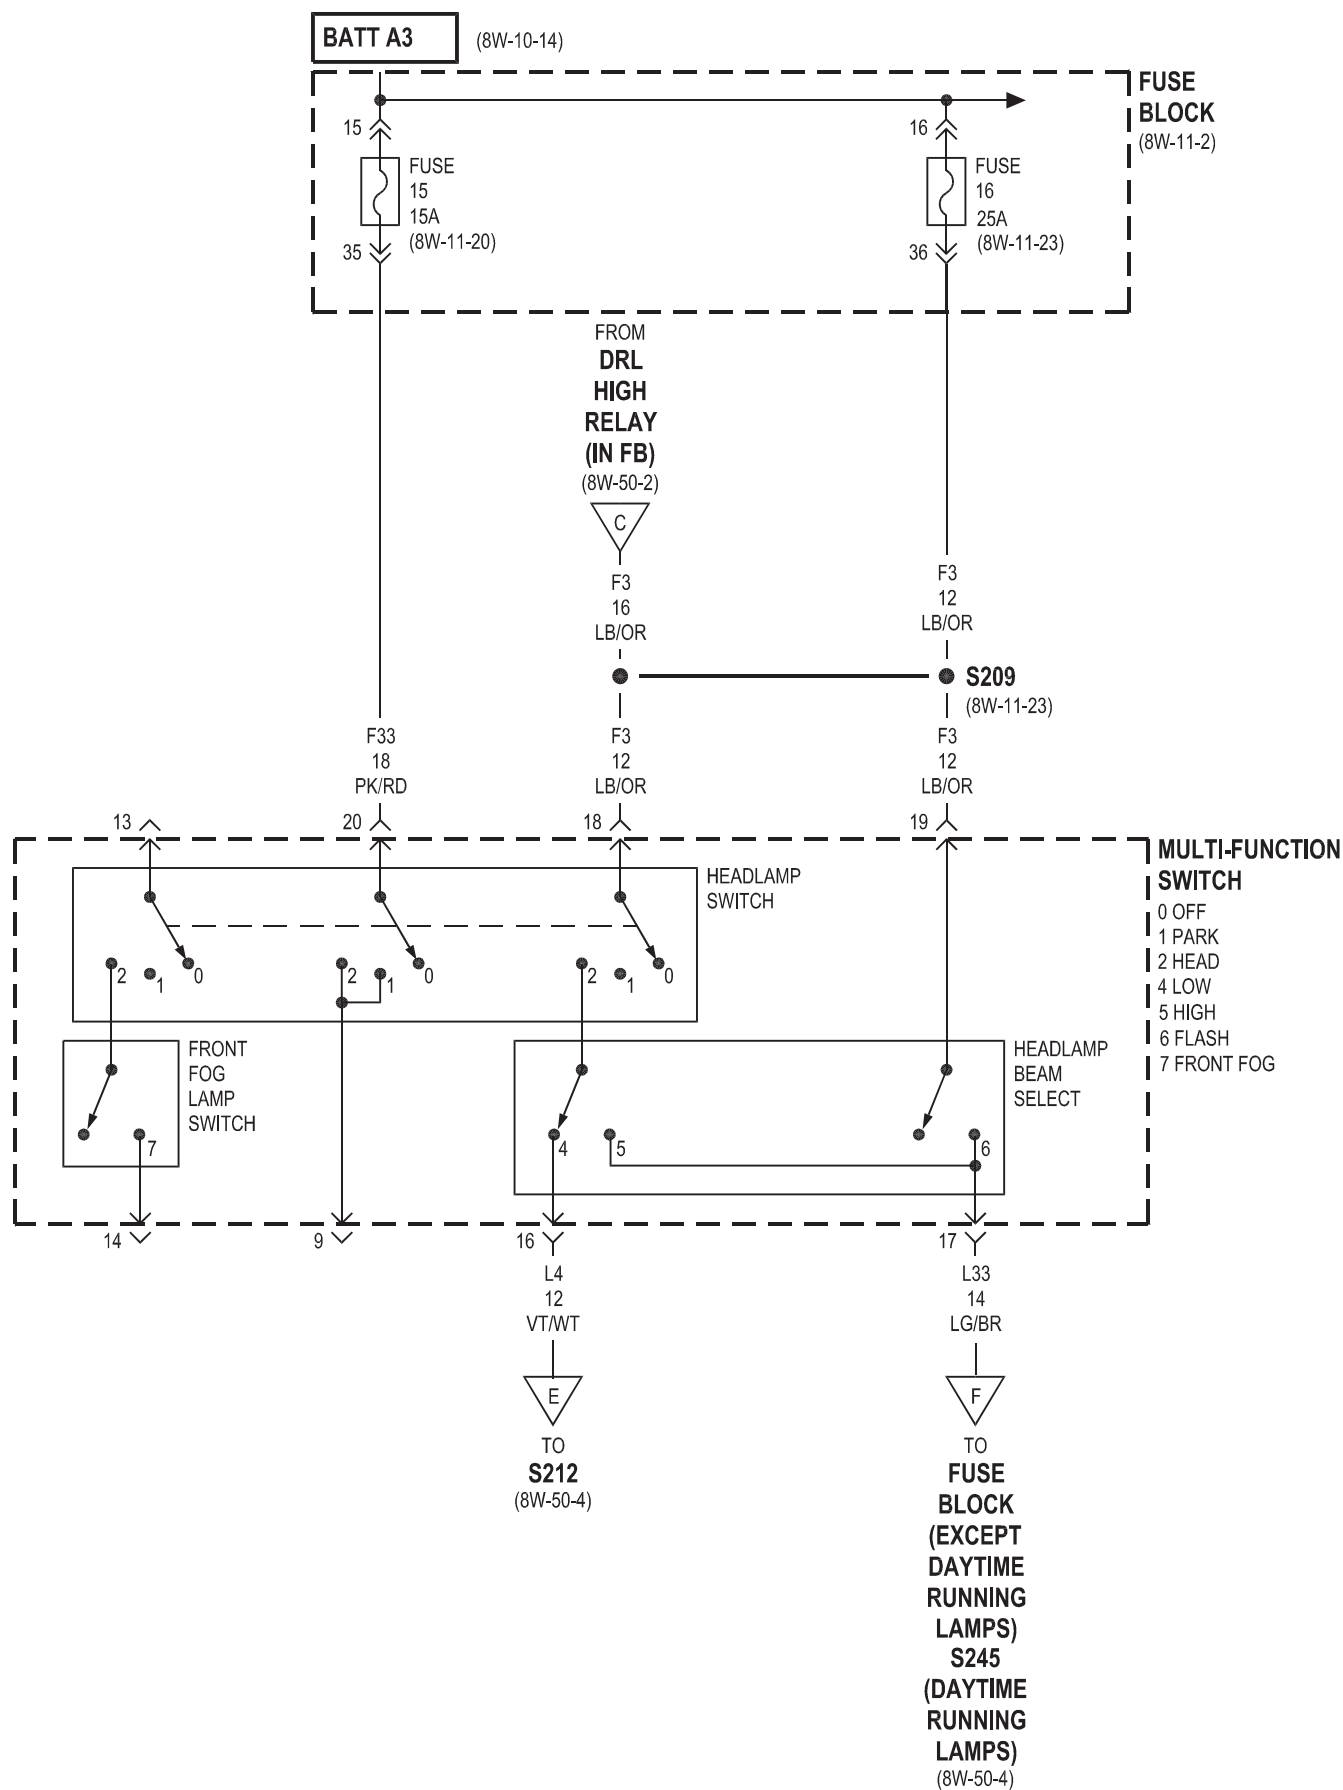 BATT A3
(8W-10-14)
FUSE
BLOCK
(8W-11-2)
15
FUSE
15
15A
(8W-11-20)
35
16
FUSE
16
25A
(8W-11-23)
36
FROM
DRL
HIGH
RELAY
(IN FB)
(8W-50-2)
C
F3
16
LB/OR
F3
12
LB/OR
S209
(8W-11-23)
F33
18
PK/RD
F3
12
LB/OR
F3
12
LB/OR
13
20
18
19
MULTI-FUNCTION
SWITCH
0 OFF
1 PARK
2 HEAD
4 LOW
5 HIGH
6 FLASH
7 FRONT FOG
HEADLAMP
SWITCH
2
1
0
2
1
0
2
1
0
FRONT
FOG
LAMP
SWITCH
7
HEADLAMP
BEAM
SELECT
4
5
6
14
9
16
17
L4
12
VT/WT
L33
14
LG/BR
E
F
TO
S212
(8W-50-4)
TO
FUSE
BLOCK
(EXCEPT
DAYTIME
RUNNING
LAMPS)
S245
(DAYTIME
RUNNING
LAMPS)
(8W-50-4)